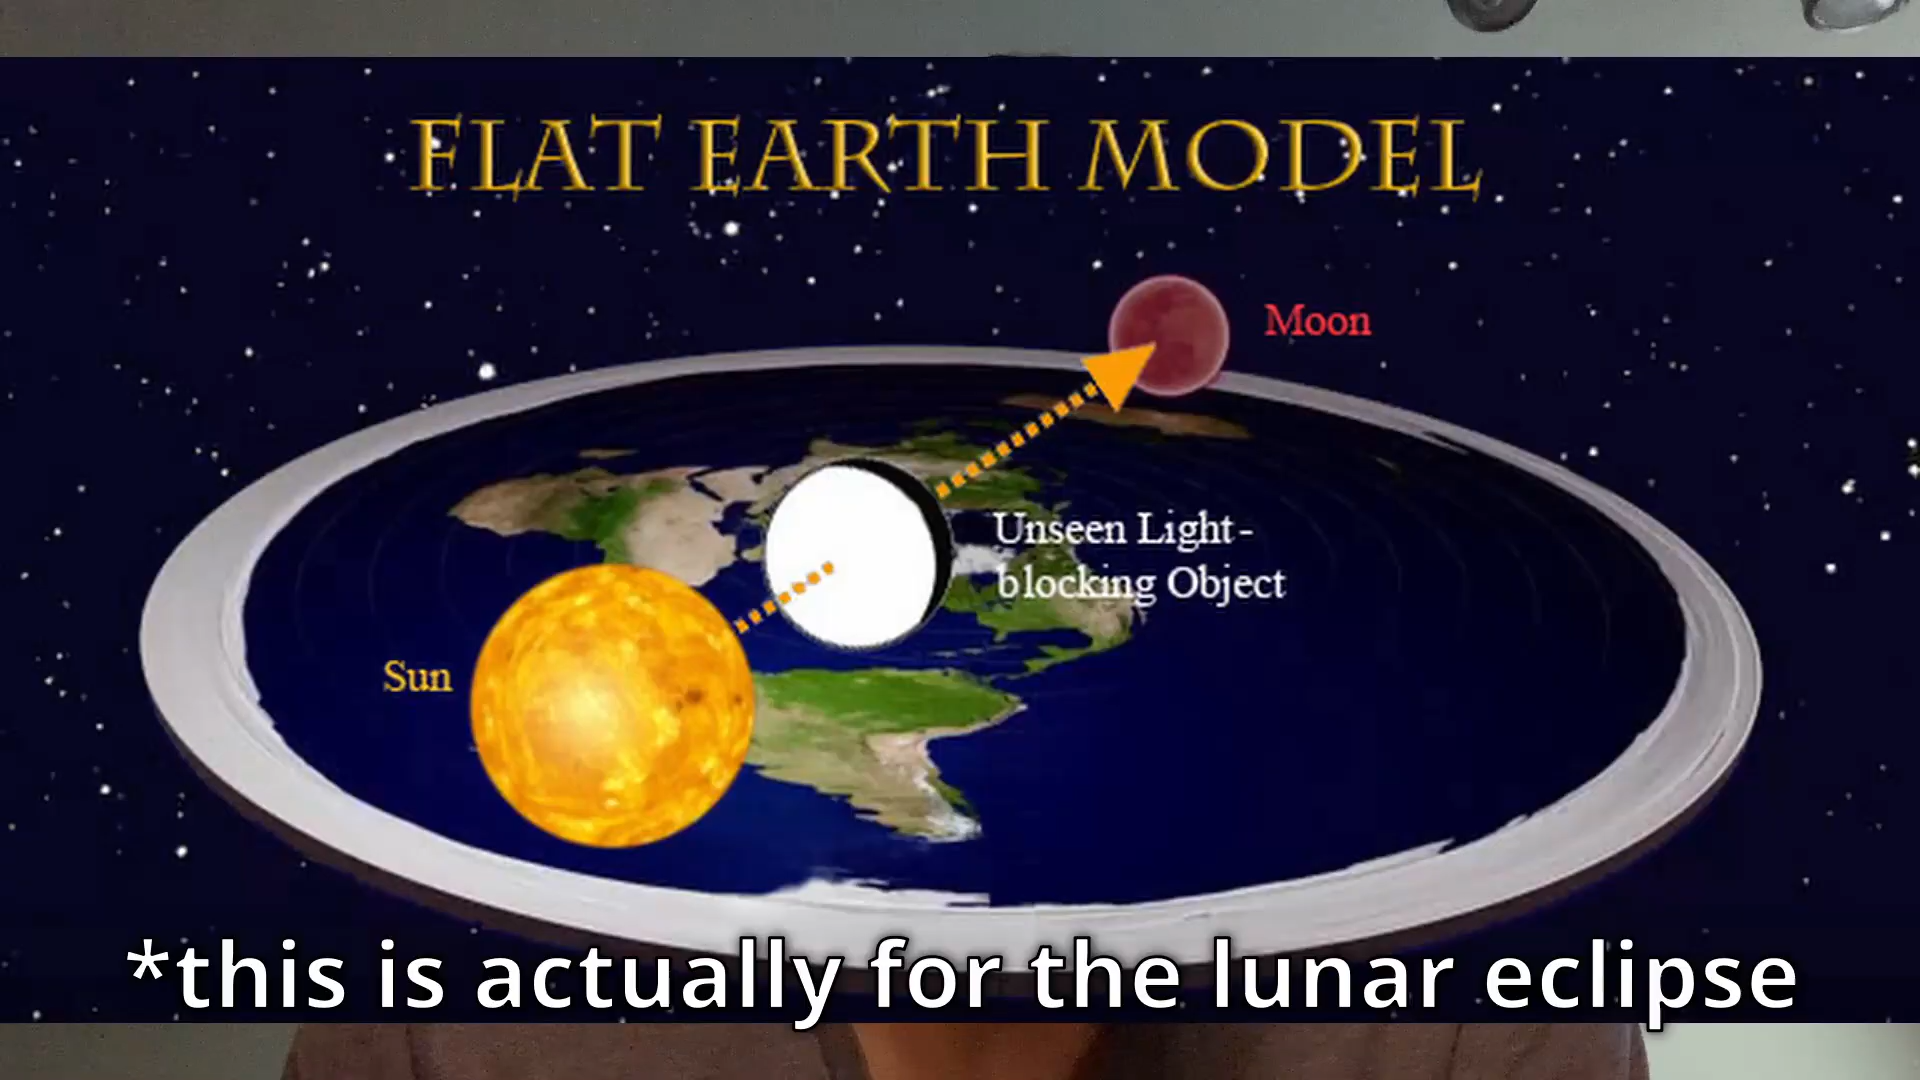 FLAT EARTH MODEL
Moon
Unseen Light-
blocking Object
Sun
*this is actually for the lunar eclipse